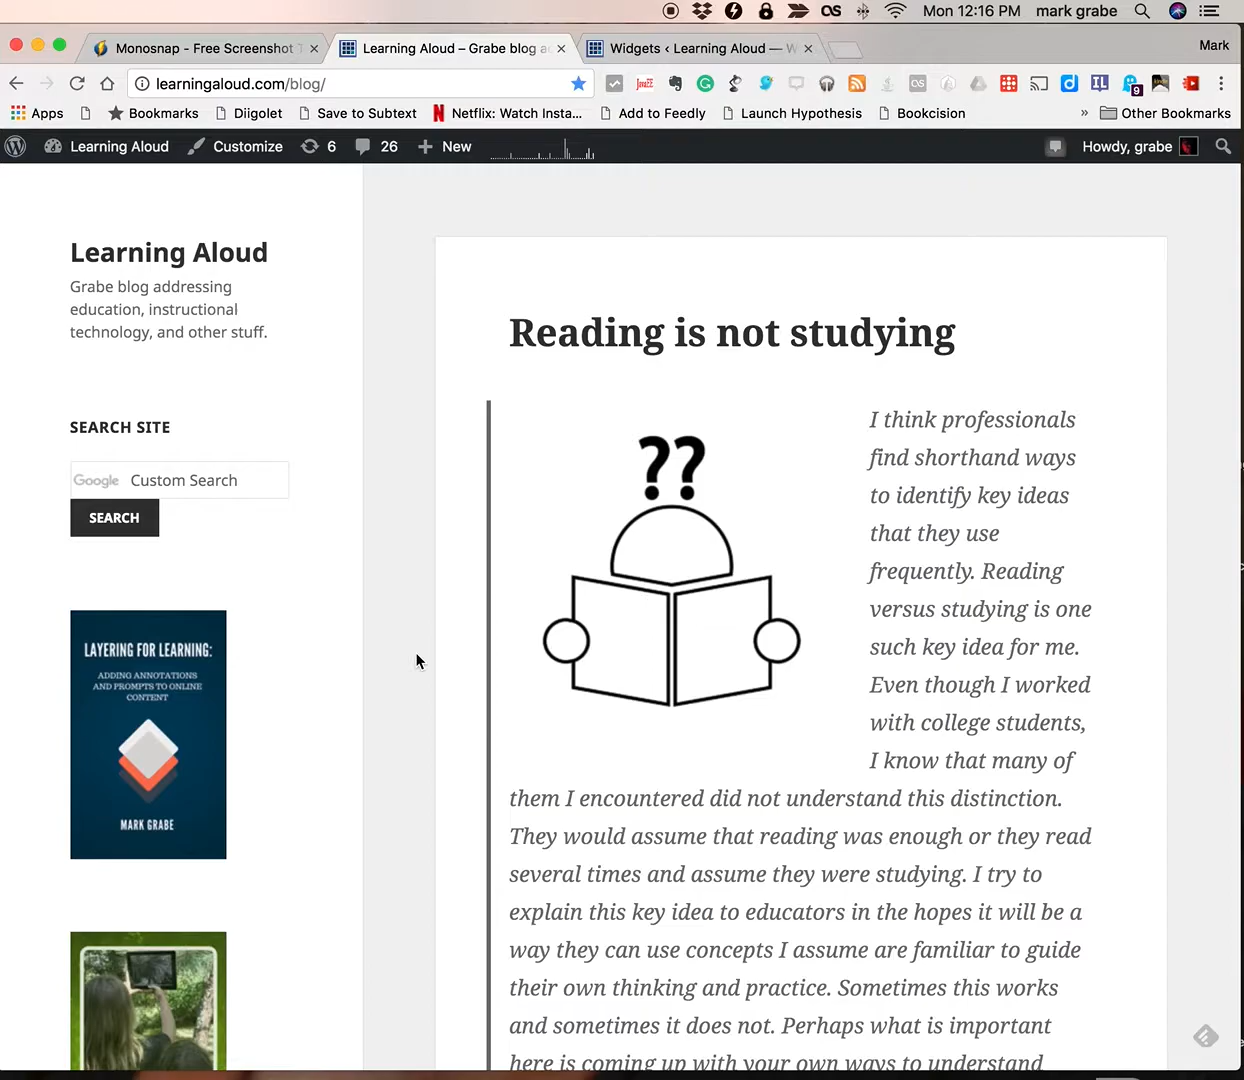 OS Mon 12:16 PM mark grabe
Monosnap - Free Screenshot T
Learning Aloud – Grabe blog a
Widgets ‹ Learning Aloud — W
Mark
learningaloud.com/blog/
Apps Bookmarks Diigolet Save to Subtext Netflix: Watch Insta... Add to Feedly Launch Hypothesis Bookcision » Other Bookmarks
Learning Aloud Customize 6 26 + New Howdy, grabe
Learning Aloud
Grabe blog addressing
education, instructional
technology, and other stuff.
SEARCH SITE
Google Custom Search
SEARCH
LAYERING FOR LEARNING:
ADDING ANNOTATIONS
AND PROMPTS TO ONLINE
CONTENT
MARK GRABE
Reading is not studying
??
I think professionals
find shorthand ways
to identify key ideas
that they use
frequently. Reading
versus studying is one
such key idea for me.
Even though I worked
with college students,
I know that many of
them I encountered did not understand this distinction.
They would assume that reading was enough or they read
several times and assume they were studying. I try to
explain this key idea to educators in the hopes it will be a
way they can use concepts I assume are familiar to guide
their own thinking and practice. Sometimes this works
and sometimes it does not. Perhaps what is important
here is coming up with your own ways to understand